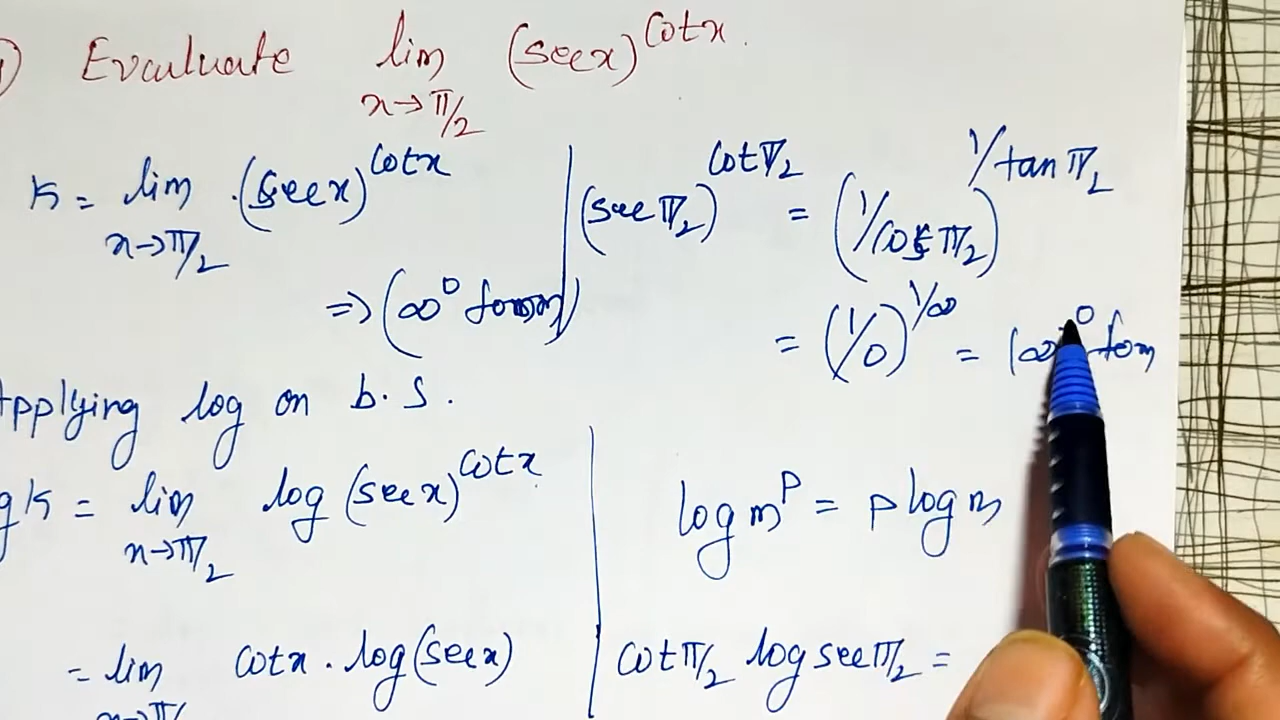 ) Evaluate lim (secx)^cotx.
x→π/2
K = lim .(secx)^cotx
x→π/2
=> (∞^0 form)
(sec π/2)^cot π/2 = (1/cos π/2)^1/tan π/2
= (1/0)^1/∞ = (∞^0 form
Applying log on b.s.
gK = lim log (secx)^cotx
x→π/2
log m^p = p log m
= lim cotx . log(secx)
x→π/
cot π/2 log sec π/2 =